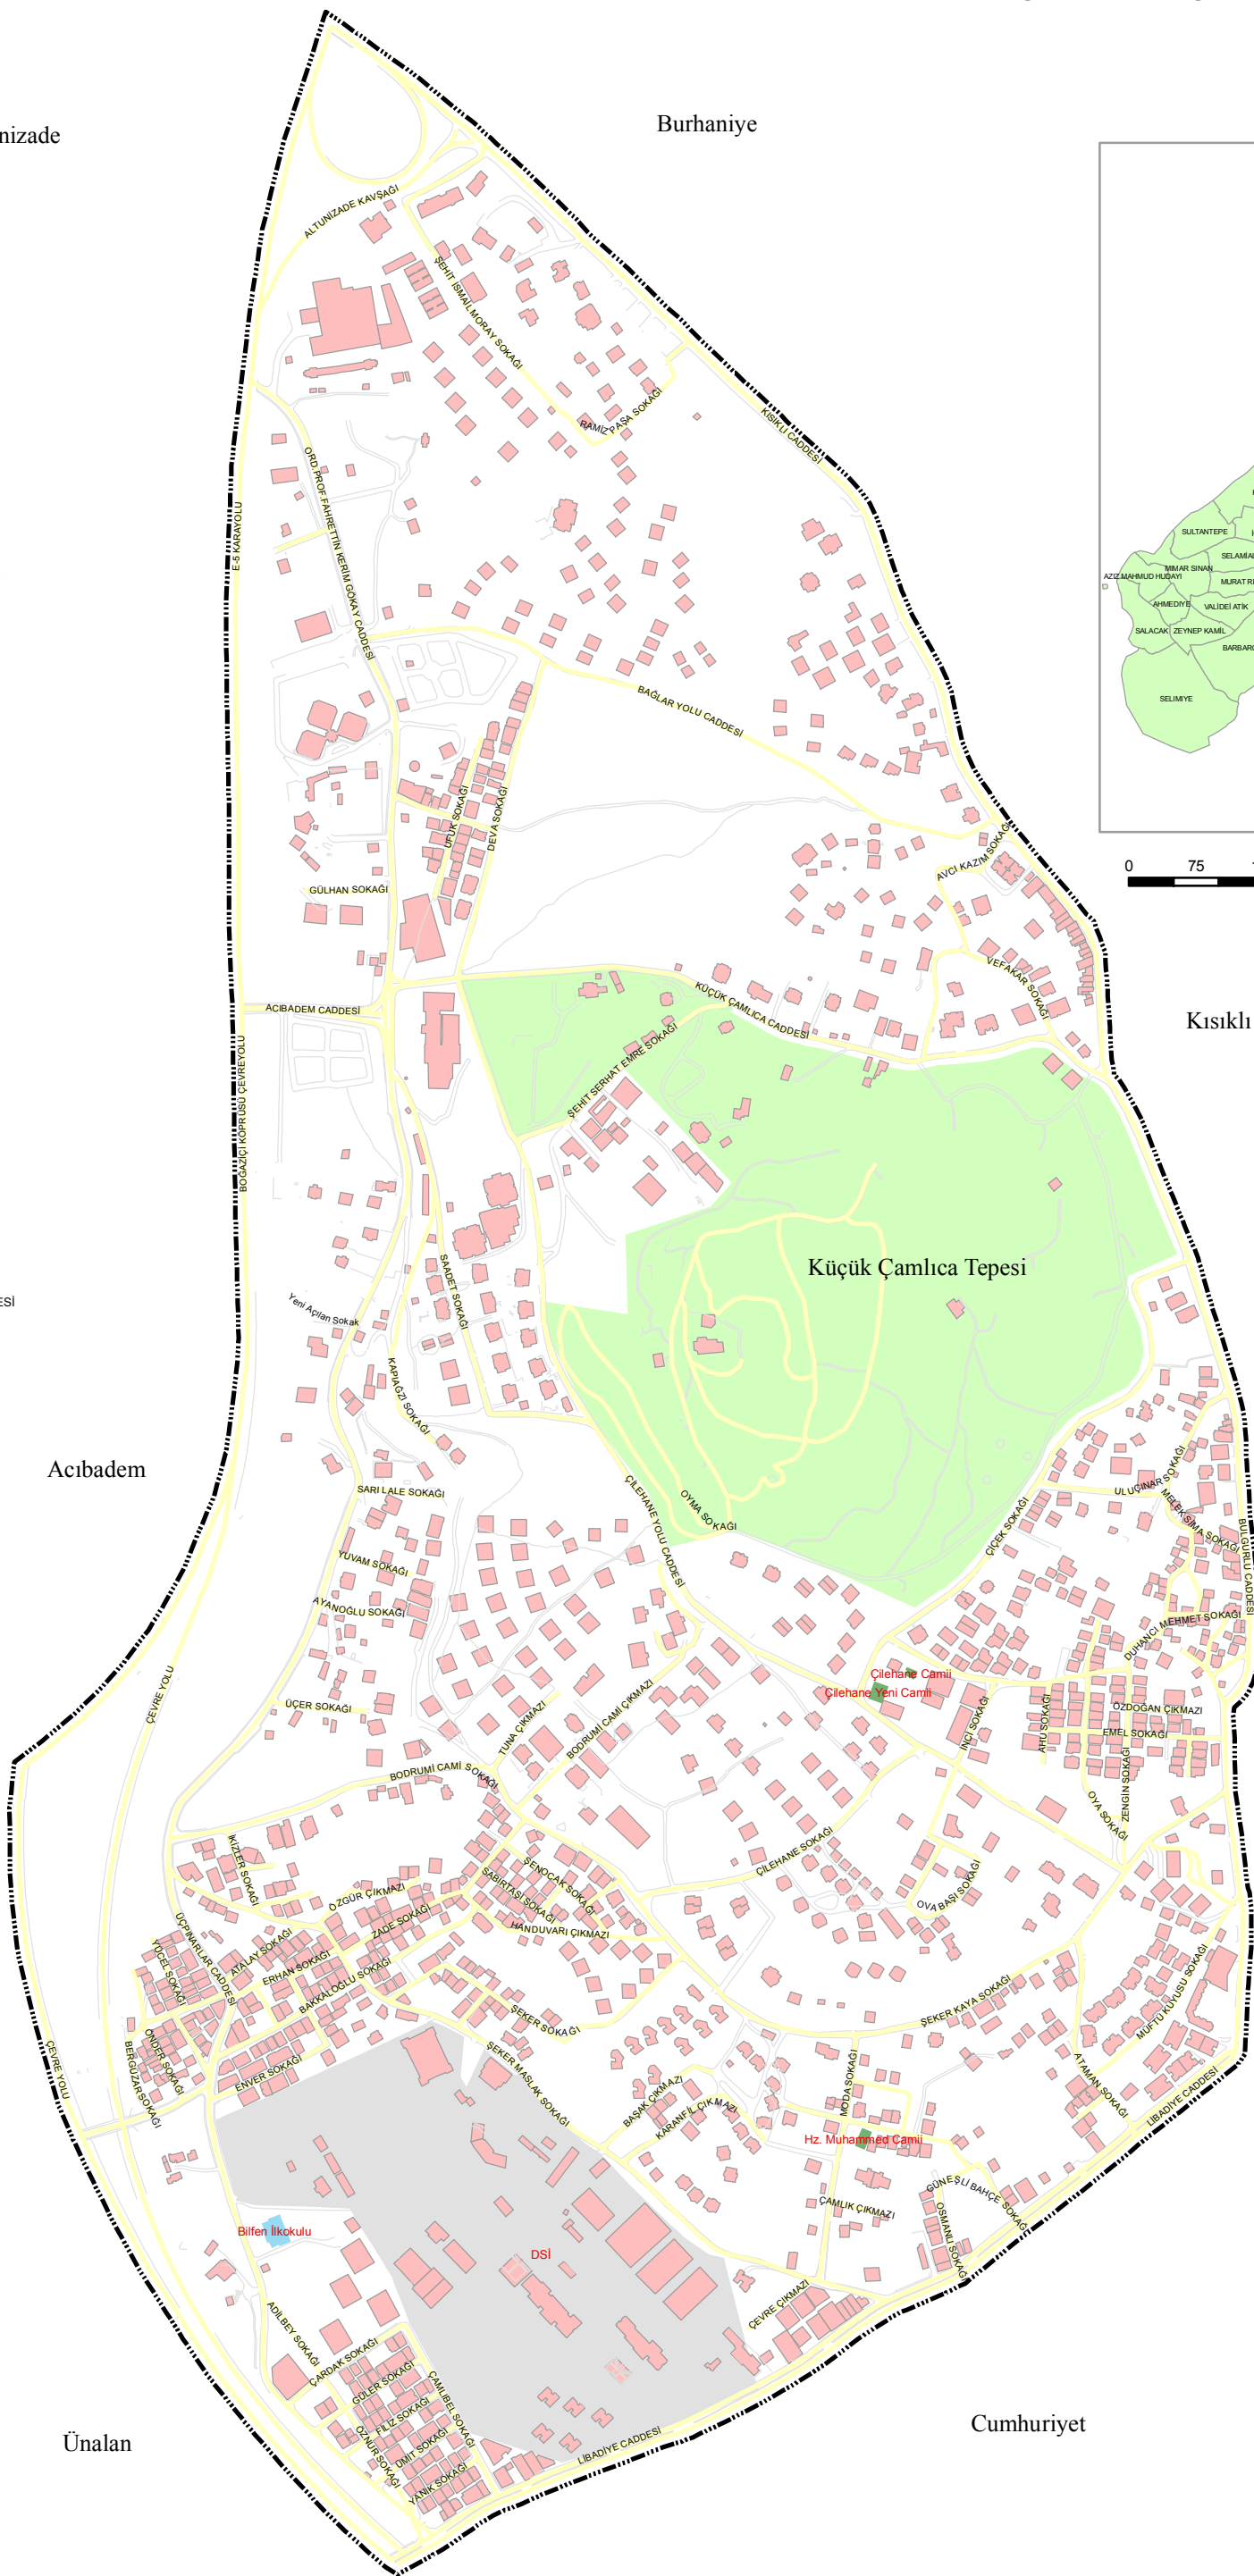 Burhaniye
ALTUNİZADE KAVŞAĞI
ŞEHİT İSMAİL MORAY SOKAĞI
RAMİZ PAŞA SOKAĞI
KISIKLI CADDESİ
ORD. PROF. FAHRETTİN KERİM GÖKAY CADDESİ
E-5 KARAYOLU
SULTANTEPE
MİMAR SİNAN
AZİZ MAHMUD HUDAYİ
AHMEDİYE
VALİDEİ ATİK
SALACAK
ZEYNEP KAMİL
SELİMİYE
BAĞLAR YOLU CADDESİ
UFUK SOKAĞI
DEVA SOKAĞI
AVCI KAZIM SOKAĞI
0 75
GÜLHAN SOKAĞI
VEFAKAR SOKAĞI
KÜÇÜK ÇAMLICA CADDESİ
ACIBADEM CADDESİ
Kısıklı
ŞEHİT SERHAT EMRE SOKAĞI
BOĞAZİÇİ KÖPRÜSÜ ÇEVREYOLU
Küçük Çamlıca Tepesi
SAADET SOKAĞI
Yeni Açılan Sokak
KAPIAĞZI SOKAĞI
Acıbadem
SARI LALE SOKAĞI
ÇİLEHANE YOLU CADDESİ
OYMA SOKAĞI
ULUÇINAR SOKAĞI
MELEK SİMA SOKAĞI
ÇİÇEK SOKAĞI
BULGURLU CADDESİ
YUVAM SOKAĞI
AYANOĞLU SOKAĞI
DUHANCI MEHMET SOKAĞI
Çilehane Camii
Çilehane Yeni Camii
ÇEVRE YOLU
ÜÇER SOKAĞI
TUNA ÇIKMAZI
BODRUMİ CAMİ ÇIKMAZI
İNCİ SOKAĞI
AHU SOKAĞI
ÖZDOĞAN ÇIKMAZI
EMEL SOKAĞI
ZENGİN SOKAĞI
OYA SOKAĞI
BODRUMİ CAMİ SOKAĞI
İKİZLER SOKAĞI
ŞENOCAK SOKAĞI
SABIRTAŞI SOKAĞI
ÇİLEHANE SOKAĞI
OVA BAŞI SOKAĞI
ÖZGÜR ÇIKMAZI
ZADE SOKAĞI
HANDUVARI ÇIKMAZI
ÜÇPINARLAR CADDESİ
YÜCEL SOKAĞI
ATALAY SOKAĞI
ERHAN SOKAĞI
BAKKALOĞLU SOKAĞI
ŞEKER SOKAĞI
ŞEKER KAYA SOKAĞI
MÜFTÜ KUYUSU SOKAĞI
ÖNDER SOKAĞI
BERGÜZAR SOKAĞI
ENVER SOKAĞI
ŞEKER MASLAK SOKAĞI
BAŞAK ÇIKMAZI
KARANFİL ÇIKMAZI
MODA SOKAĞI
ATAMAN SOKAĞI
LİBADİYE CADDESİ
ÇEVRE YOLU
Hz. Muhammed Camii
GÜNEŞLİ BAHÇE SOKAĞI
ÇAMLIK ÇIKMAZI
OSMANLI SOKAĞI
Bilfen İlkokulu
DSİ
ÇEVRE ÇIKMAZI
ADİLBEY SOKAĞI
ÇARDAK SOKAĞI
GÜLER SOKAĞI
ÇAMLIBEL SOKAĞI
FİLİZ SOKAĞI
ÖZNUR SOKAĞI
ÜMİT SOKAĞI
YANIK SOKAĞI
LİBADİYE CADDESİ
Ünalan
Cumhuriyet